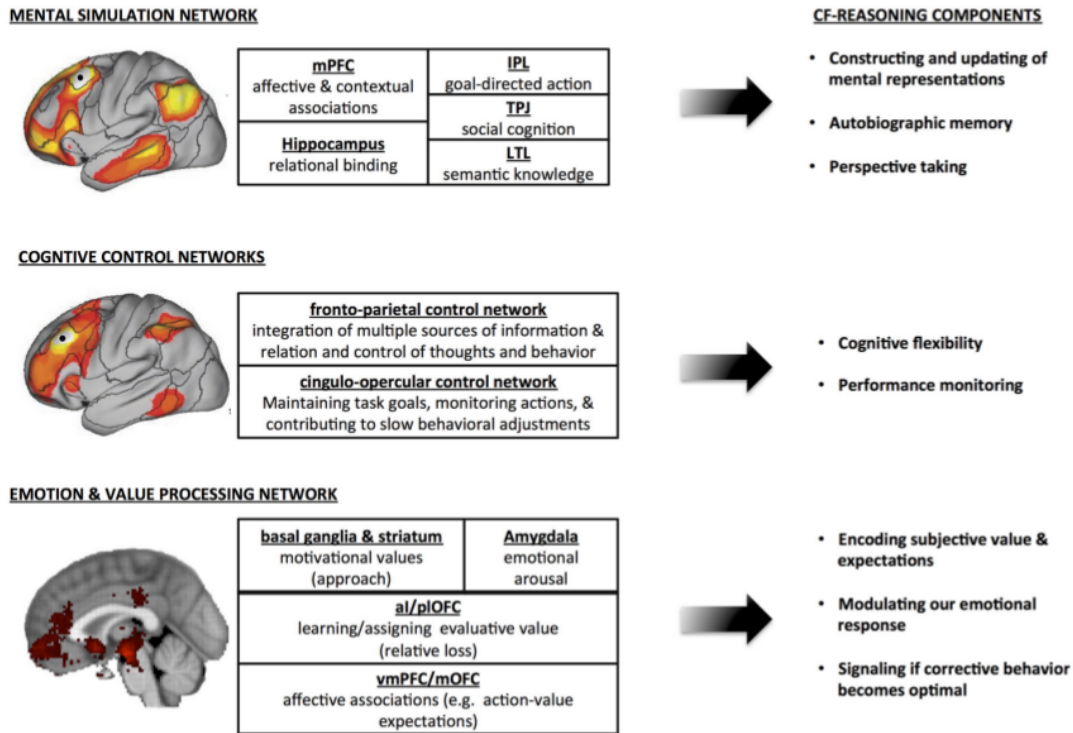 MENTAL SIMULATION NETWORK
CF-REASONING COMPONENTS
mPFC
affective & contextual
associations
Hippocampus
relational binding
IPL
goal-directed action
TPJ
social cognition
LTL
semantic knowledge
• Constructing and updating of
mental representations
• Autobiographic memory
• Perspective taking
COGNTIVE CONTROL NETWORKS
fronto-parietal control network
integration of multiple sources of information &
relation and control of thoughts and behavior
cingulo-opercular control network
Maintaining task goals, monitoring actions, &
contributing to slow behavioral adjustments
• Cognitive flexibility
• Performance monitoring
EMOTION & VALUE PROCESSING NETWORK
basal ganglia & striatum
motivational values
(approach)
Amygdala
emotional
arousal
aI/plOFC
learning/assigning evaluative value
(relative loss)
vmPFC/mOFC
affective associations (e.g. action-value
expectations)
• Encoding subjective value &
expectations
• Modulating our emotional
response
• Signaling if corrective behavior
becomes optimal